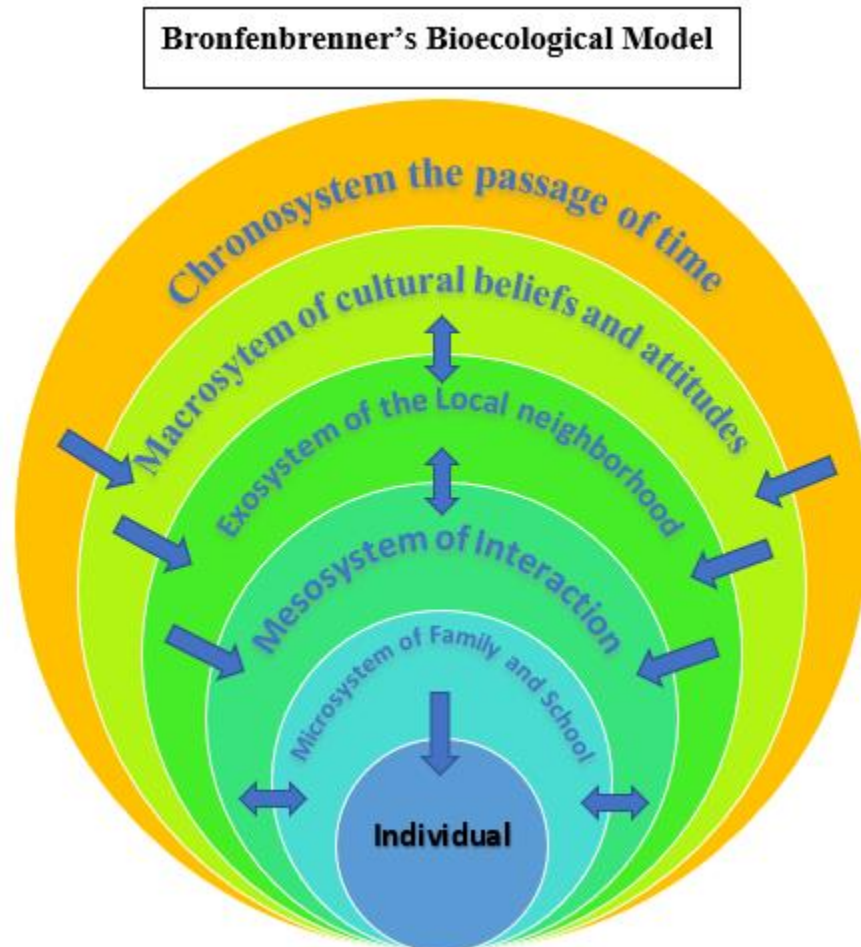 Bronfenbrenner’s Bioecological Model
Chronosystem the passage of time
Macrosytem of cultural beliefs and attitudes
Exosystem of the Local neighborhood
Mesosystem of Interaction
Microsystem of Family and School
Individual